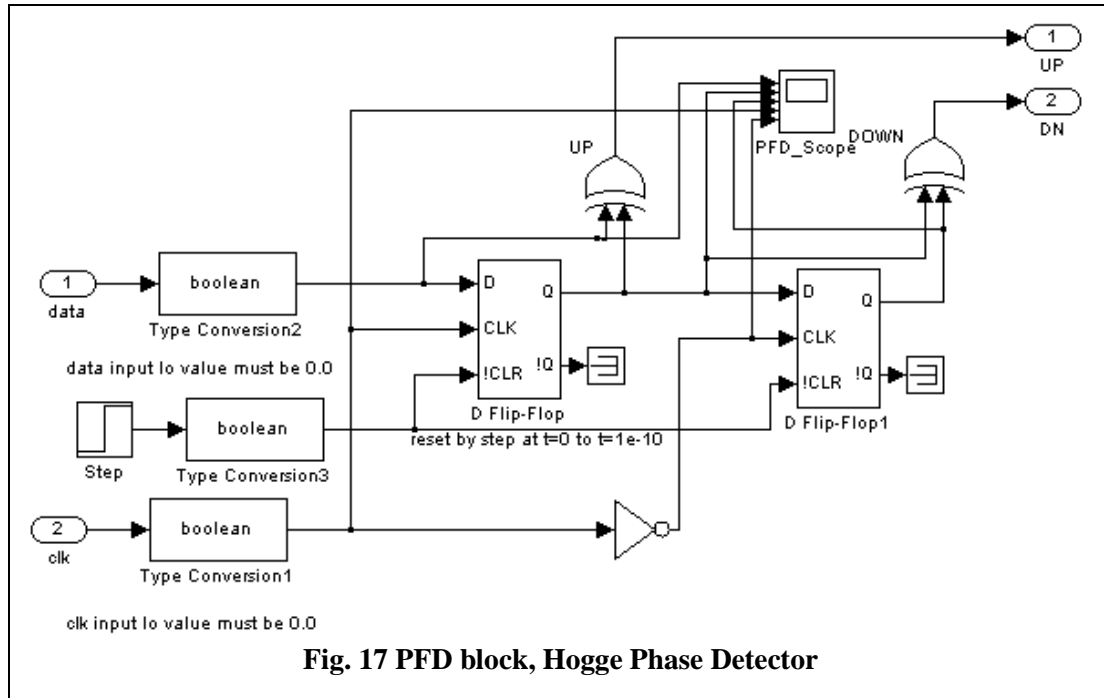 1
UP
2
DN
DOWN
PFD_Scope
UP
1
data
boolean
Type Conversion2
D
Q
CLK
!CLR
!Q
D Flip-Flop
D
Q
CLK
!CLR
!Q
D Flip-Flop1
data input lo value must be 0.0
Step
boolean
Type Conversion3
reset by step at t=0 to t=1e-10
2
clk
boolean
Type Conversion1
clk input lo value must be 0.0
Fig. 17 PFD block, Hogge Phase Detector